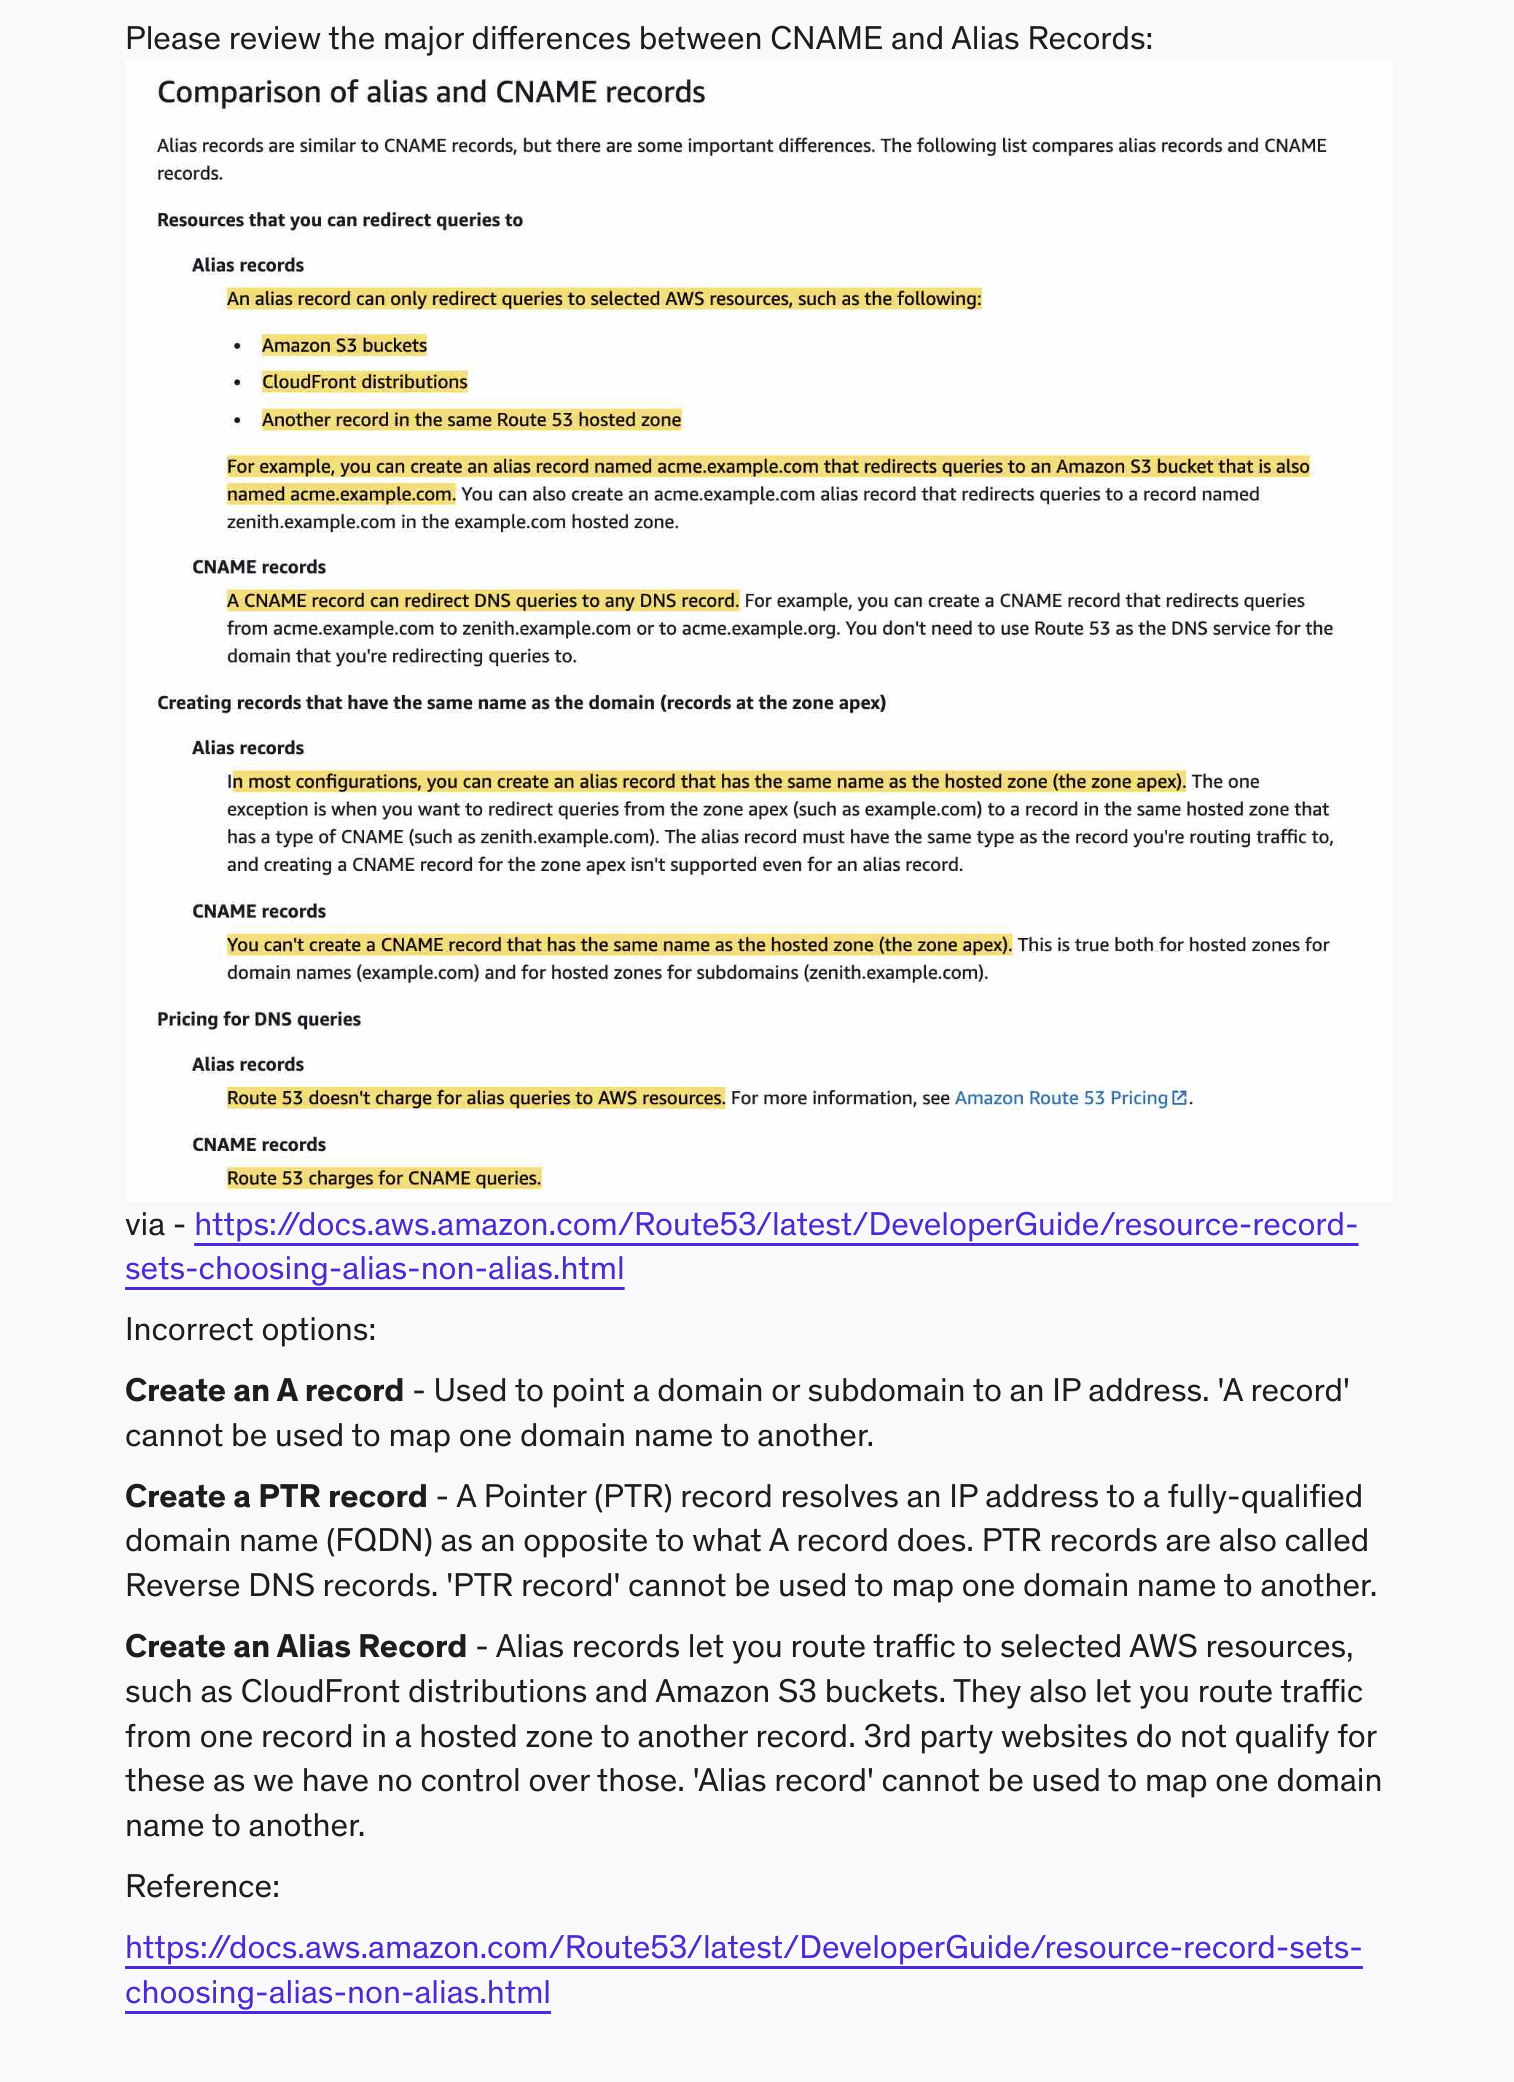 Please review the major differences between CNAME and Alias Records:
Comparison of alias and CNAME records
Alias records are similar to CNAME records, but there are some important differences. The following list compares alias records and CNAME
records.
Resources that you can redirect queries to
Alias records
An alias record can only redirect queries to selected AWS resources, such as the following:
• Amazon S3 buckets
• CloudFront distributions
• Another record in the same Route 53 hosted zone
For example, you can create an alias record named acme.example.com that redirects queries to an Amazon S3 bucket that is also
named acme.example.com. You can also create an acme.example.com alias record that redirects queries to a record named
zenith.example.com in the example.com hosted zone.
CNAME records
A CNAME record can redirect DNS queries to any DNS record. For example, you can create a CNAME record that redirects queries
from acme.example.com to zenith.example.com or to acme.example.org. You don't need to use Route 53 as the DNS service for the
domain that you're redirecting queries to.
Creating records that have the same name as the domain (records at the zone apex)
Alias records
In most configurations, you can create an alias record that has the same name as the hosted zone (the zone apex). The one
exception is when you want to redirect queries from the zone apex (such as example.com) to a record in the same hosted zone that
has a type of CNAME (such as zenith.example.com). The alias record must have the same type as the record you're routing traffic to,
and creating a CNAME record for the zone apex isn't supported even for an alias record.
CNAME records
You can't create a CNAME record that has the same name as the hosted zone (the zone apex). This is true both for hosted zones for
domain names (example.com) and for hosted zones for subdomains (zenith.example.com).
Pricing for DNS queries
Alias records
Route 53 doesn't charge for alias queries to AWS resources. For more information, see Amazon Route 53 Pricing.
CNAME records
Route 53 charges for CNAME queries.
via - https://docs.aws.amazon.com/Route53/latest/DeveloperGuide/resource-record-
sets-choosing-alias-non-alias.html
Incorrect options:
Create an A record - Used to point a domain or subdomain to an IP address. 'A record'
cannot be used to map one domain name to another.
Create a PTR record - A Pointer (PTR) record resolves an IP address to a fully-qualified
domain name (FQDN) as an opposite to what A record does. PTR records are also called
Reverse DNS records. 'PTR record' cannot be used to map one domain name to another.
Create an Alias Record - Alias records let you route traffic to selected AWS resources,
such as CloudFront distributions and Amazon S3 buckets. They also let you route traffic
from one record in a hosted zone to another record. 3rd party websites do not qualify for
these as we have no control over those. 'Alias record' cannot be used to map one domain
name to another.
Reference:
https://docs.aws.amazon.com/Route53/latest/DeveloperGuide/resource-record-sets-
choosing-alias-non-alias.html